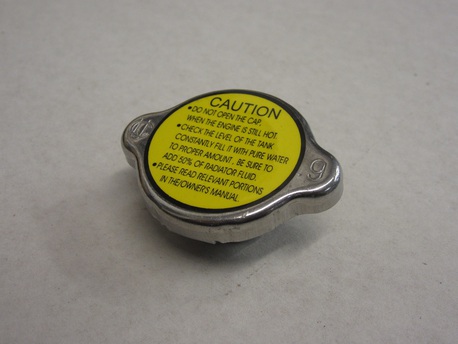 CAUTION
•DO NOT OPEN THE CAP.
WHEN THE ENGINE IS STILL HOT.
•CHECK THE LEVEL OF THE TANK
CONSTANTLY FILL IT WITH PURE WATER
TO PROPER AMOUNT. BE SURE TO
ADD 50% OF RADIATOR FLUID.
•PLEASE READ RELEVANT PORTIONS
IN THE/OWNER'S MANUAL.